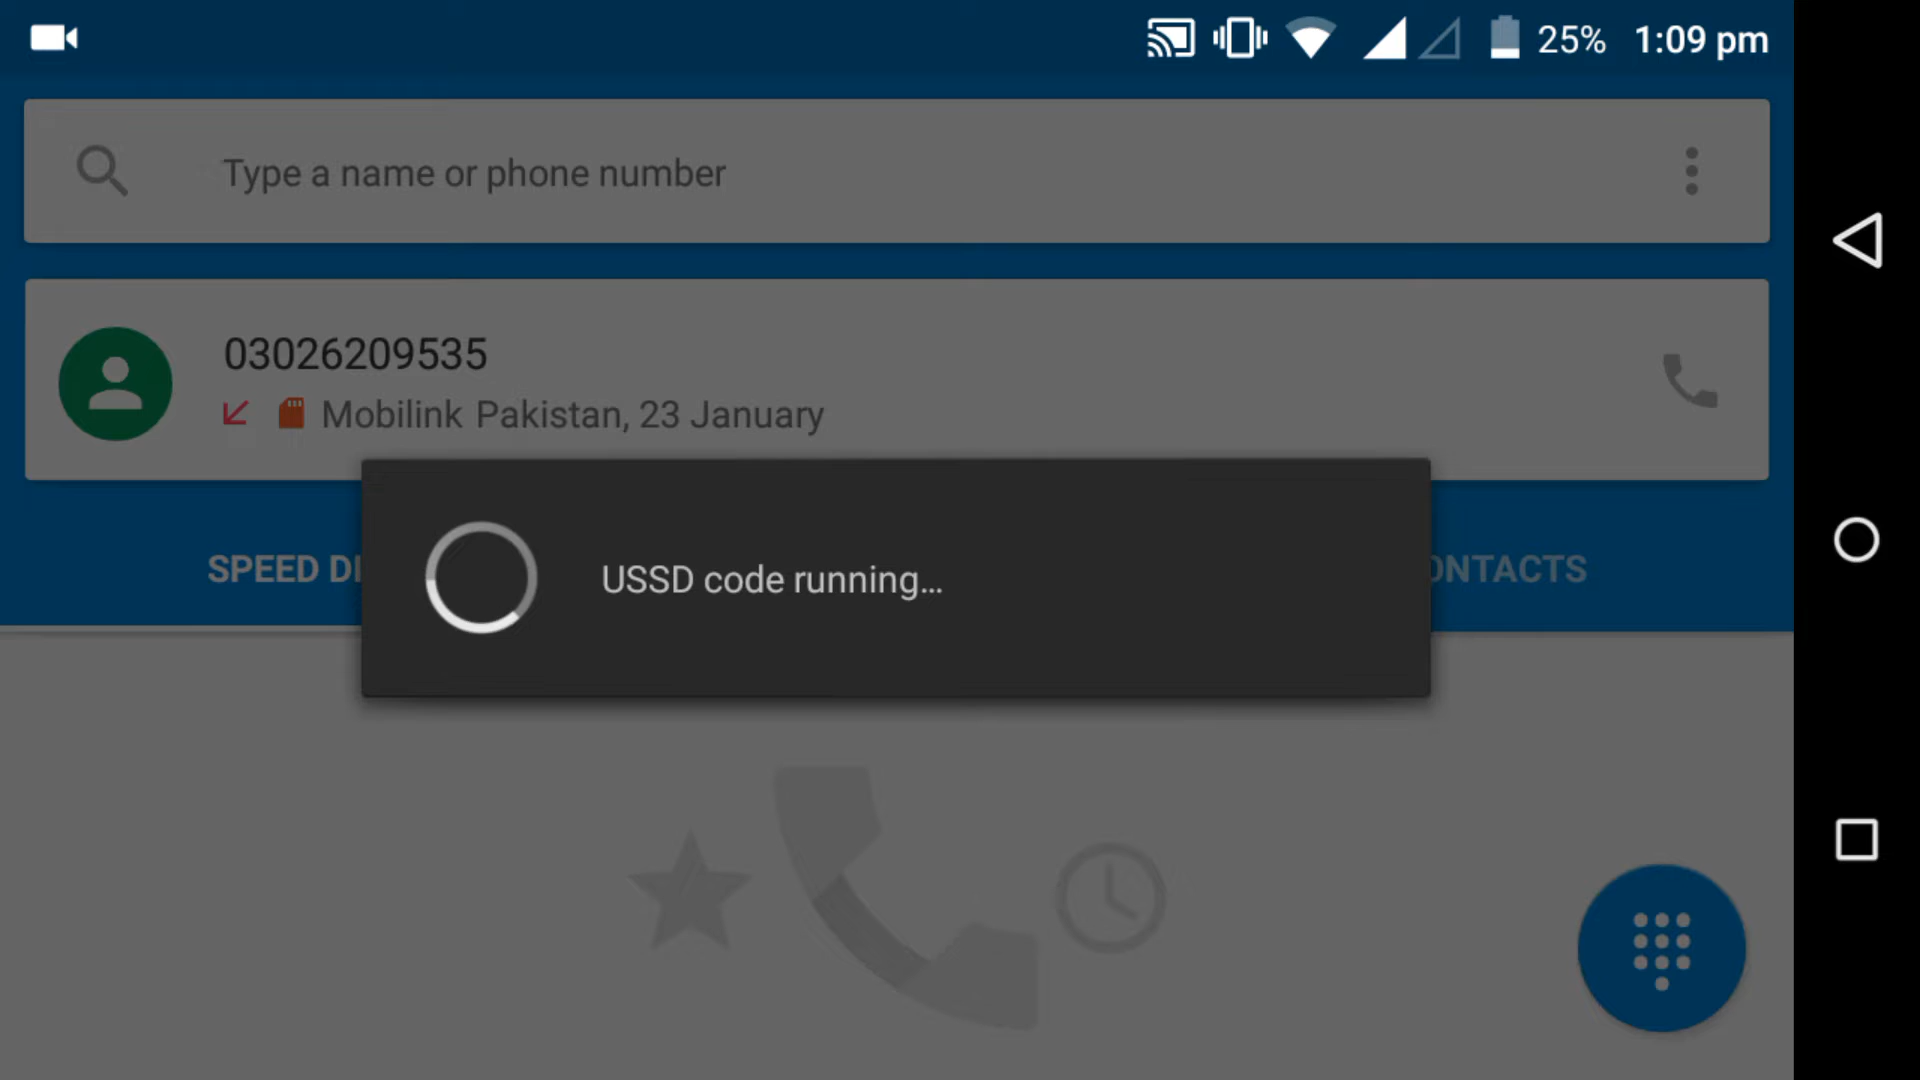 25% 1:09 pm
Type a name or phone number
03026209535
Mobilink Pakistan, 23 January
SPEED DI
ONTACTS
USSD code running...